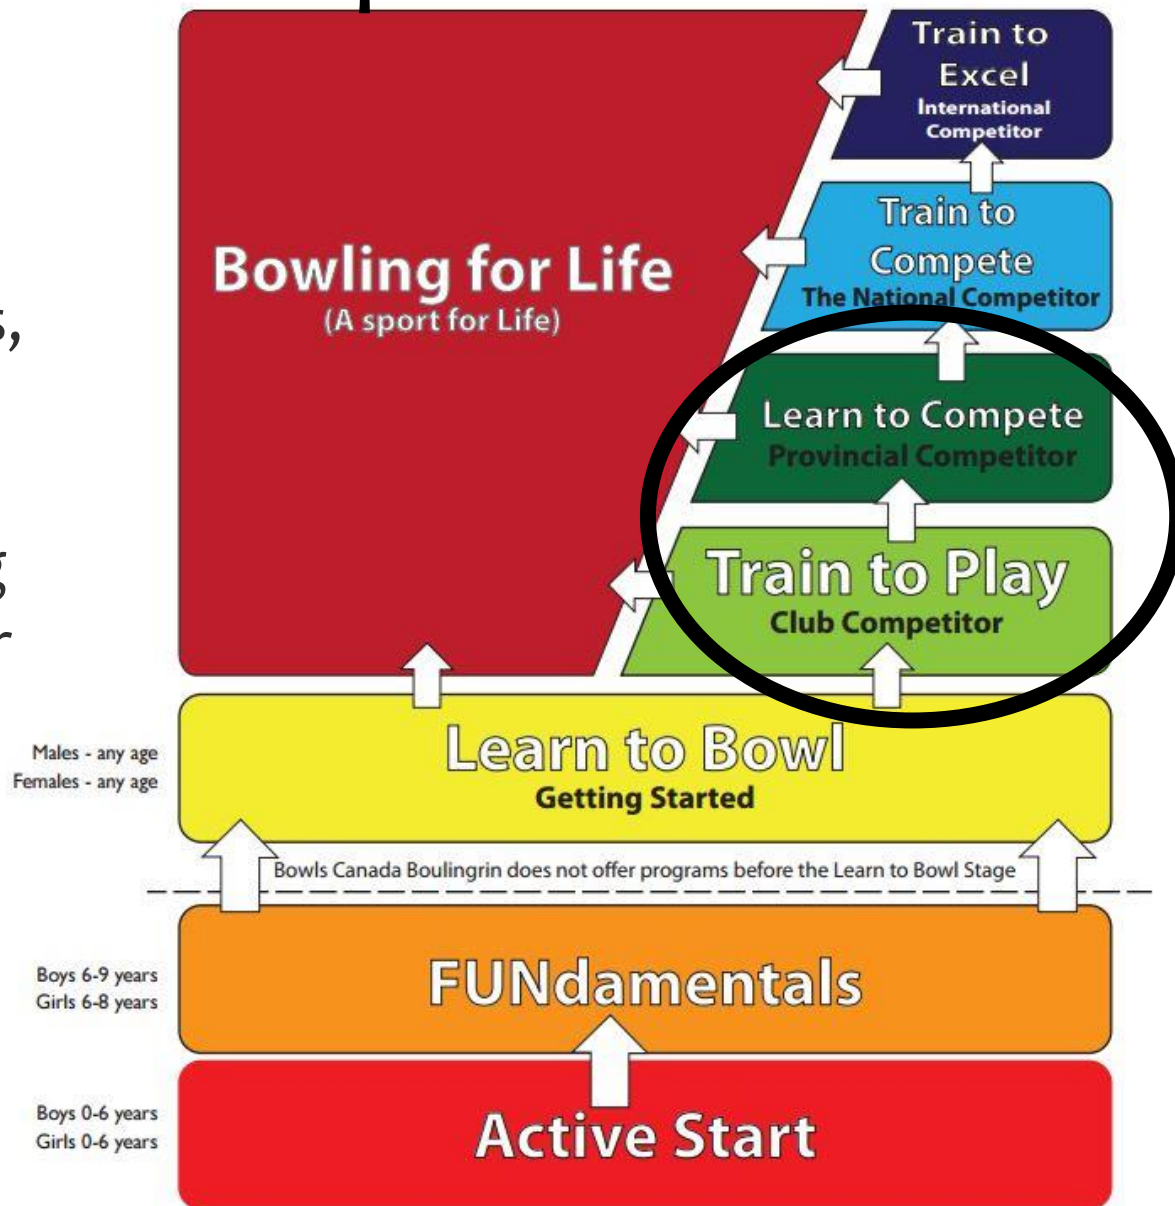 Train to
Excel
International
Competitor
Train to
Compete
The National Competitor
Bowling for Life
(A sport for Life)
Learn to Compete
Provincial Competitor
Train to Play
Club Competitor
Males - any age
Females - any age
Learn to Bowl
Getting Started
Bowls Canada Boulingrin does not offer programs before the Learn to Bowl Stage
Boys 6-9 years
Girls 6-8 years
FUNdamentals
Boys 0-6 years
Girls 0-6 years
Active Start